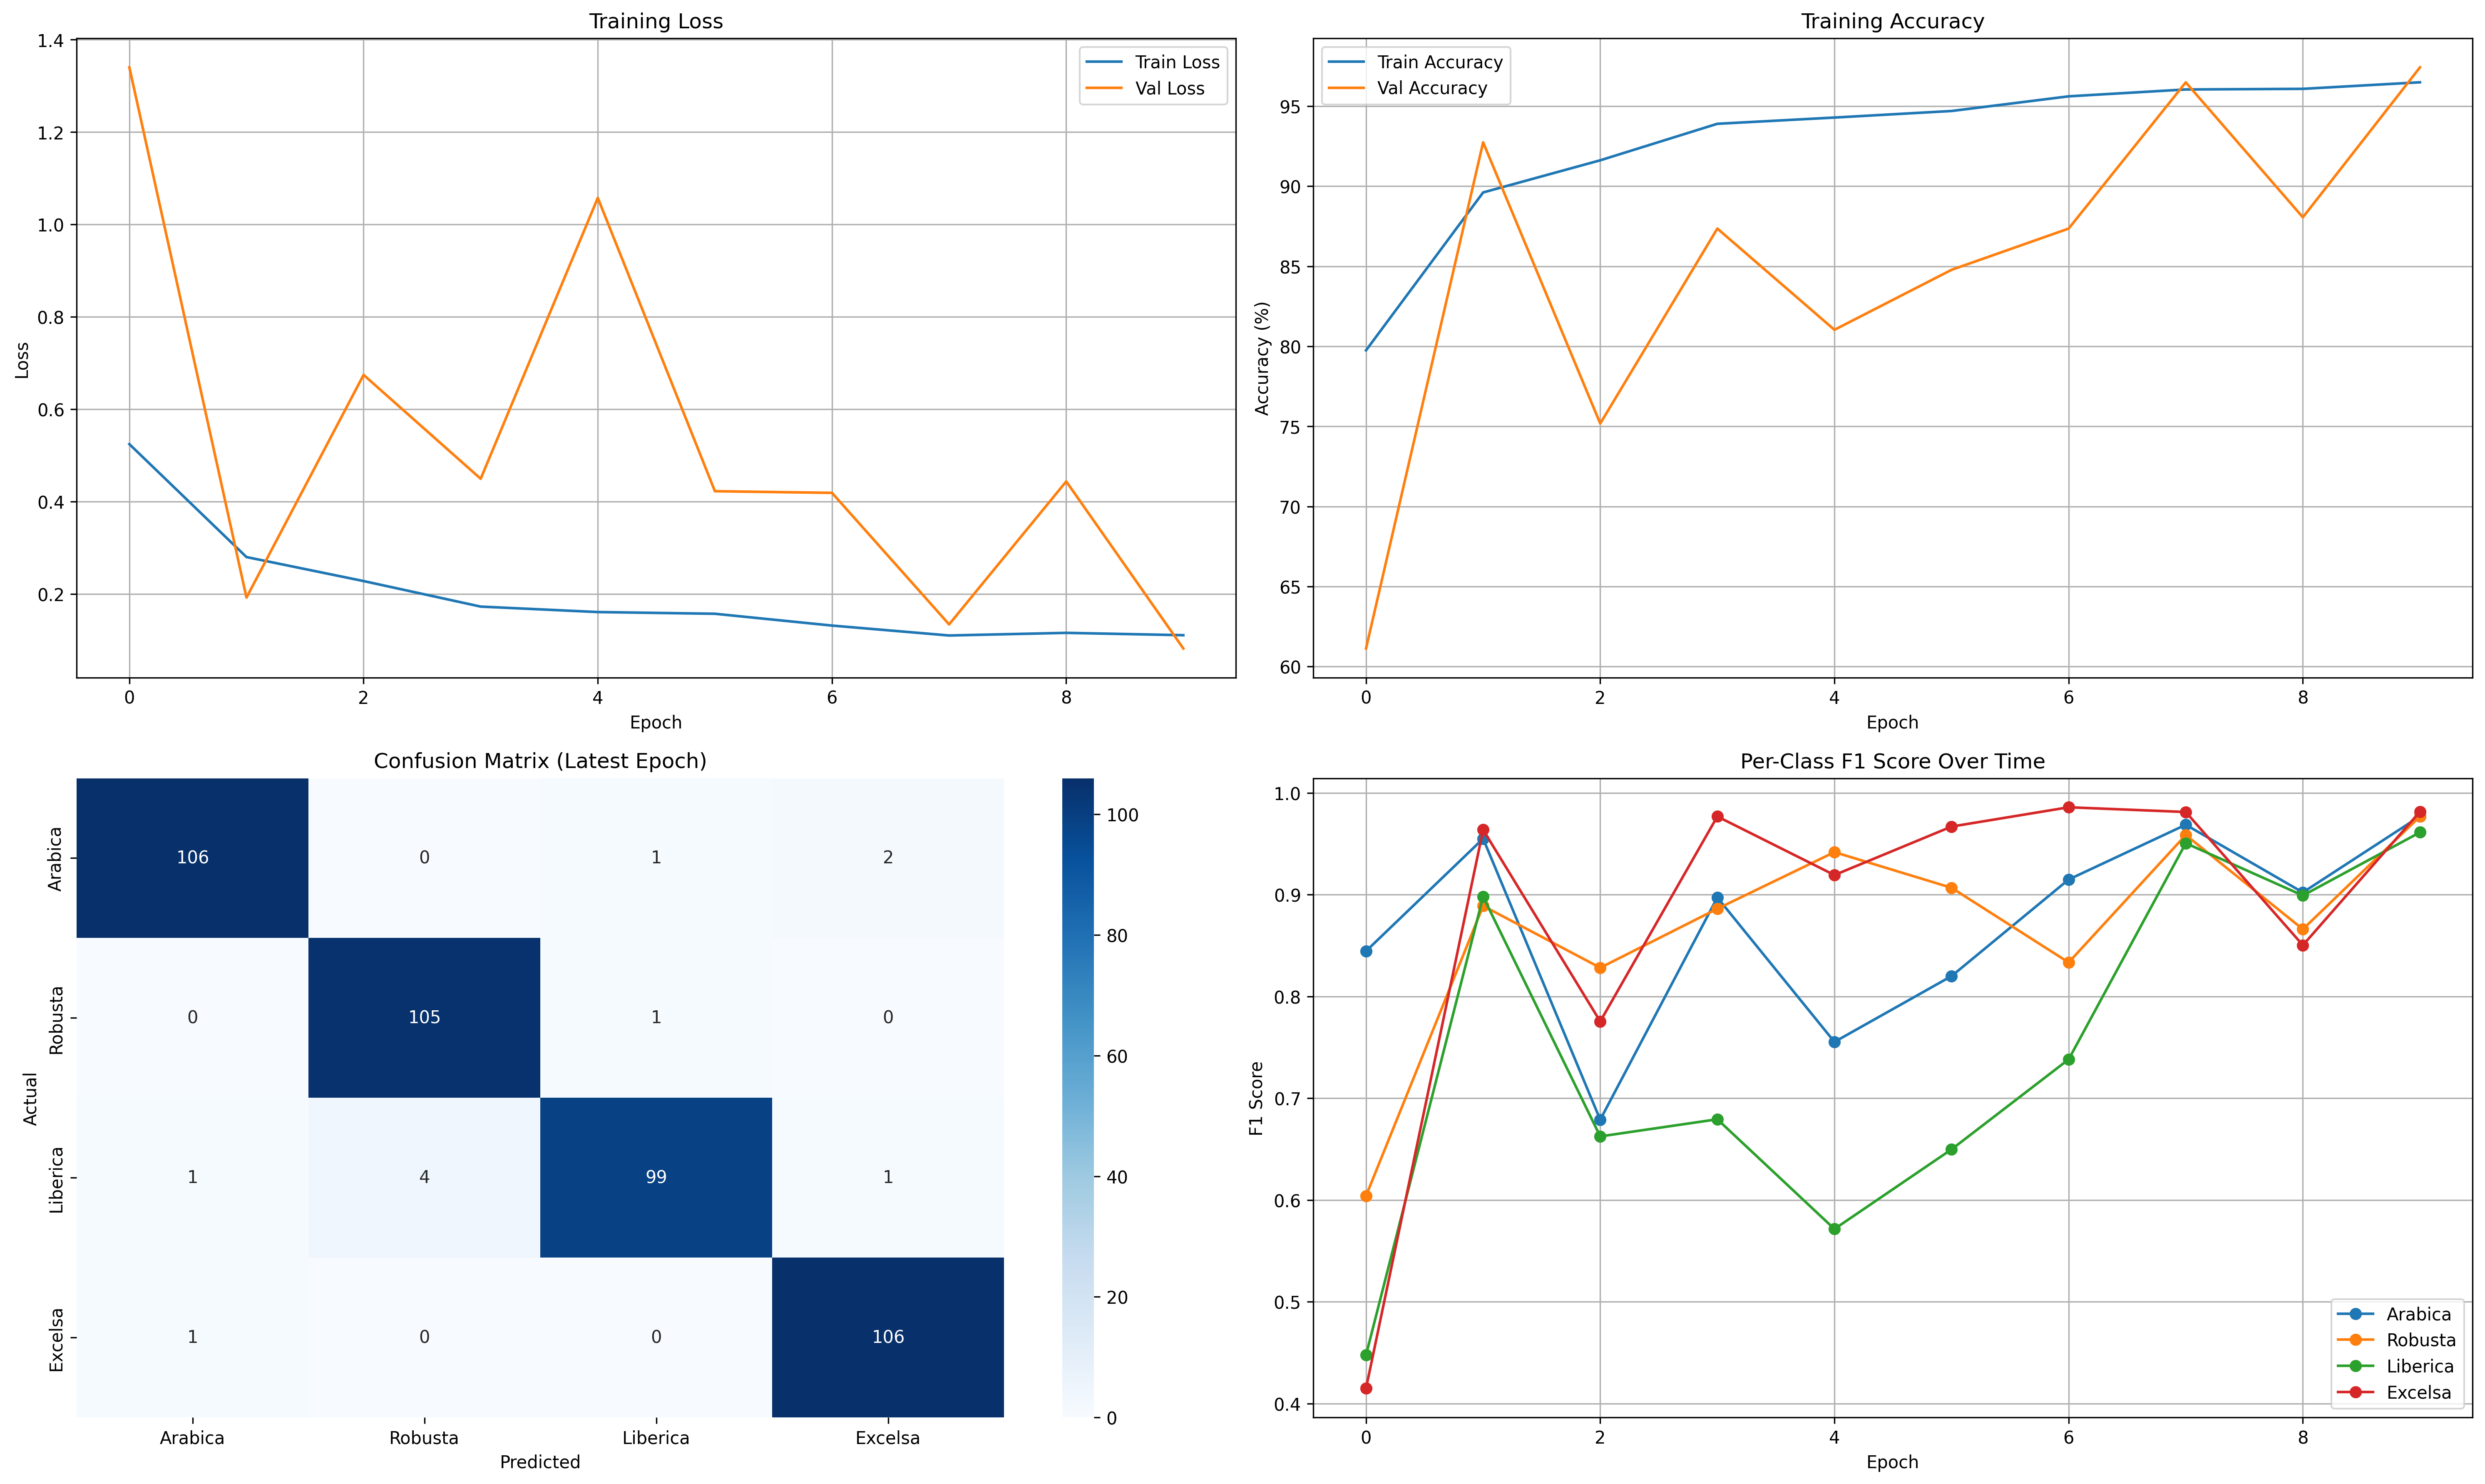 Training Loss
1.4
1.2
1.0
0.8
0.6
0.4
0.2
Loss
0
2
4
6
8
Epoch
Train Loss
Val Loss
Training Accuracy
95
90
85
80
75
70
65
60
Accuracy (%)
0
2
4
6
8
Epoch
Train Accuracy
Val Accuracy
Confusion Matrix (Latest Epoch)
Actual
Arabica
106
0
1
2
Robusta
0
105
1
0
Liberica
1
4
99
1
Excelsa
1
0
0
106
Arabica
Robusta
Liberica
Excelsa
Predicted
100
80
60
40
20
0
Per-Class F1 Score Over Time
1.0
0.9
0.8
0.7
0.6
0.5
0.4
F1 Score
0
2
4
6
8
Epoch
Arabica
Robusta
Liberica
Excelsa